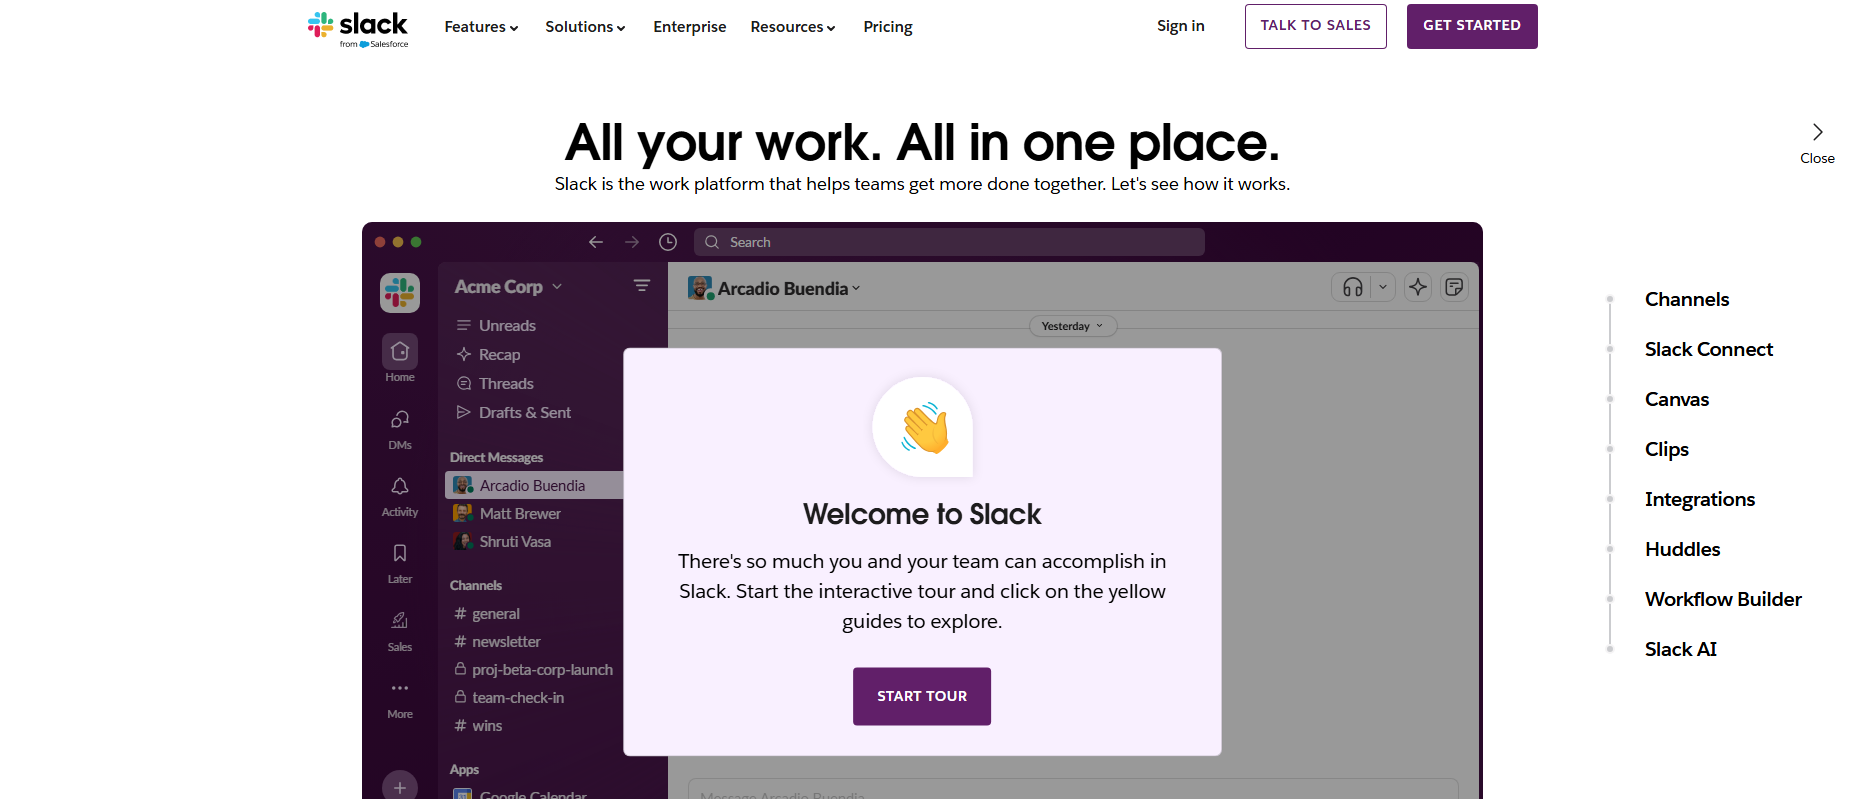 slack
from Salesforce
Features
Solutions
Enterprise
Resources
Pricing
Sign in
TALK TO SALES
GET STARTED
All your work. All in one place.
Slack is the work platform that helps teams get more done together. Let's see how it works.
Close
Search
Acme Corp
Arcadio Buendia
Yesterday
Unreads
Recap
Threads
Drafts & Sent
Home
DMs
Activity
Later
Sales
More
Direct Messages
Arcadio Buendia
Matt Brewer
Shruti Vasa
Channels
# general
# newsletter
proj-beta-corp-launch
team-check-in
# wins
Apps
Google Calendar
Welcome to Slack
There's so much you and your team can accomplish in
Slack. Start the interactive tour and click on the yellow
guides to explore.
START TOUR
Message Arcadio Buendia
Channels
Slack Connect
Canvas
Clips
Integrations
Huddles
Workflow Builder
Slack AI